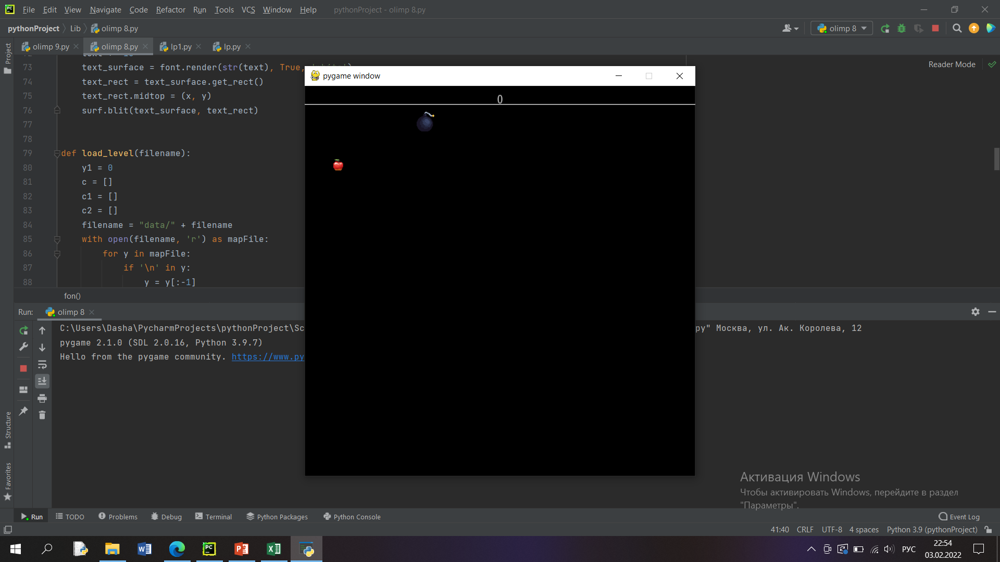 File Edit View Navigate Code Refactor Run Tools VCS Window Help pythonProject - olimp 8.py
pythonProject Lib olimp 8.py
olimp 8
olimp 9.py olimp 8.py lp1.py lp.py
Project
Reader Mode
73 text_surface = font.render(str(text), True,
74 text_rect = text_surface.get_rect()
75 text_rect.midtop = (x, y)
76 surf.blit(text_surface, text_rect)
77
78
79 def load_level(filename):
80 y1 = 0
81 c = []
82 c1 = []
83 c2 = []
84 filename = "data/" + filename
85 with open(filename, 'r') as mapFile:
86 for y in mapFile:
87 if '\n' in y:
88 y = y[:-1]
fon()
pygame window
0
Run: olimp 8
C:\Users\Dasha\PycharmProjects\pythonProject\Sc
py" Москва, ул. Ак. Королева, 12
pygame 2.1.0 (SDL 2.0.16, Python 3.9.7)
Hello from the pygame community. https://www.py
Structure
Favorites
Активация Windows
Чтобы активировать Windows, перейдите в раздел
"Параметры".
Run TODO Problems Debug Terminal Python Packages Python Console Event Log
41:40 CRLF UTF-8 4 spaces Python 3.9 (pythonProject)
РУС
22:54
03.02.2022